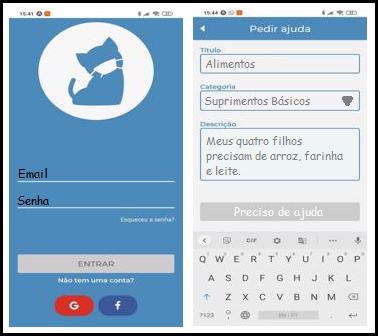 15:41
Email
Senha
Esqueceu a senha?
ENTRAR
Não tem uma conta?
G
f
15:44
Pedir ajuda
Título
Alimentos
Categoria
Suprimentos Básicos
Descrição
Meus quatro filhos
precisam de arroz, farinha
e leite.
Preciso de ajuda
GIF
Q W E R T Y U I O P
A S D F G H J K L
Z X C V B N M
?123 , EN • PT .